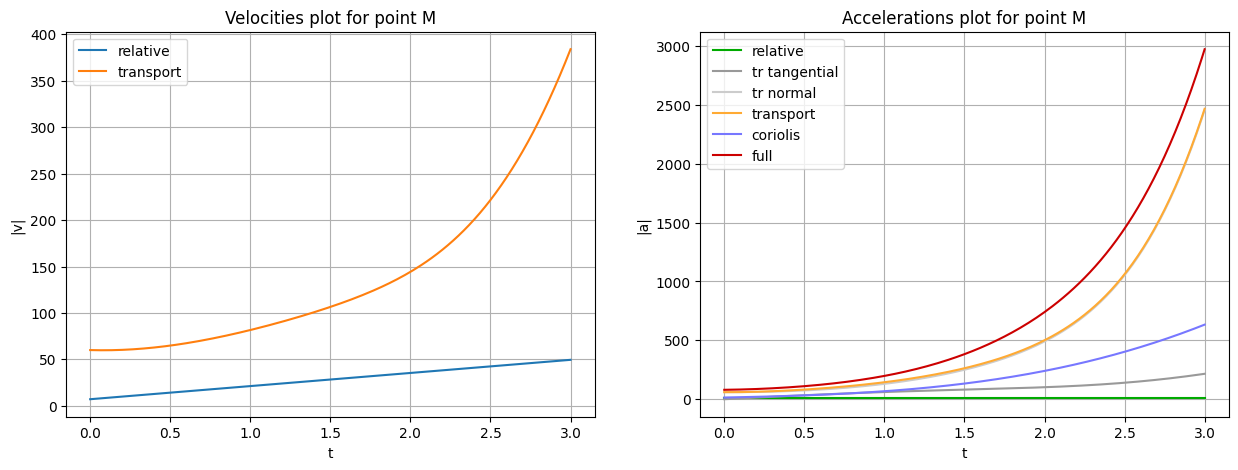 Velocities plot for point M
400
350
300
250
200
150
100
50
0
|v|
relative
transport
0.0 0.5 1.0 1.5 2.0 2.5 3.0
t
Accelerations plot for point M
3000
2500
2000
1500
1000
500
0
|a|
relative
tr tangential
tr normal
transport
coriolis
full
0.0 0.5 1.0 1.5 2.0 2.5 3.0
t